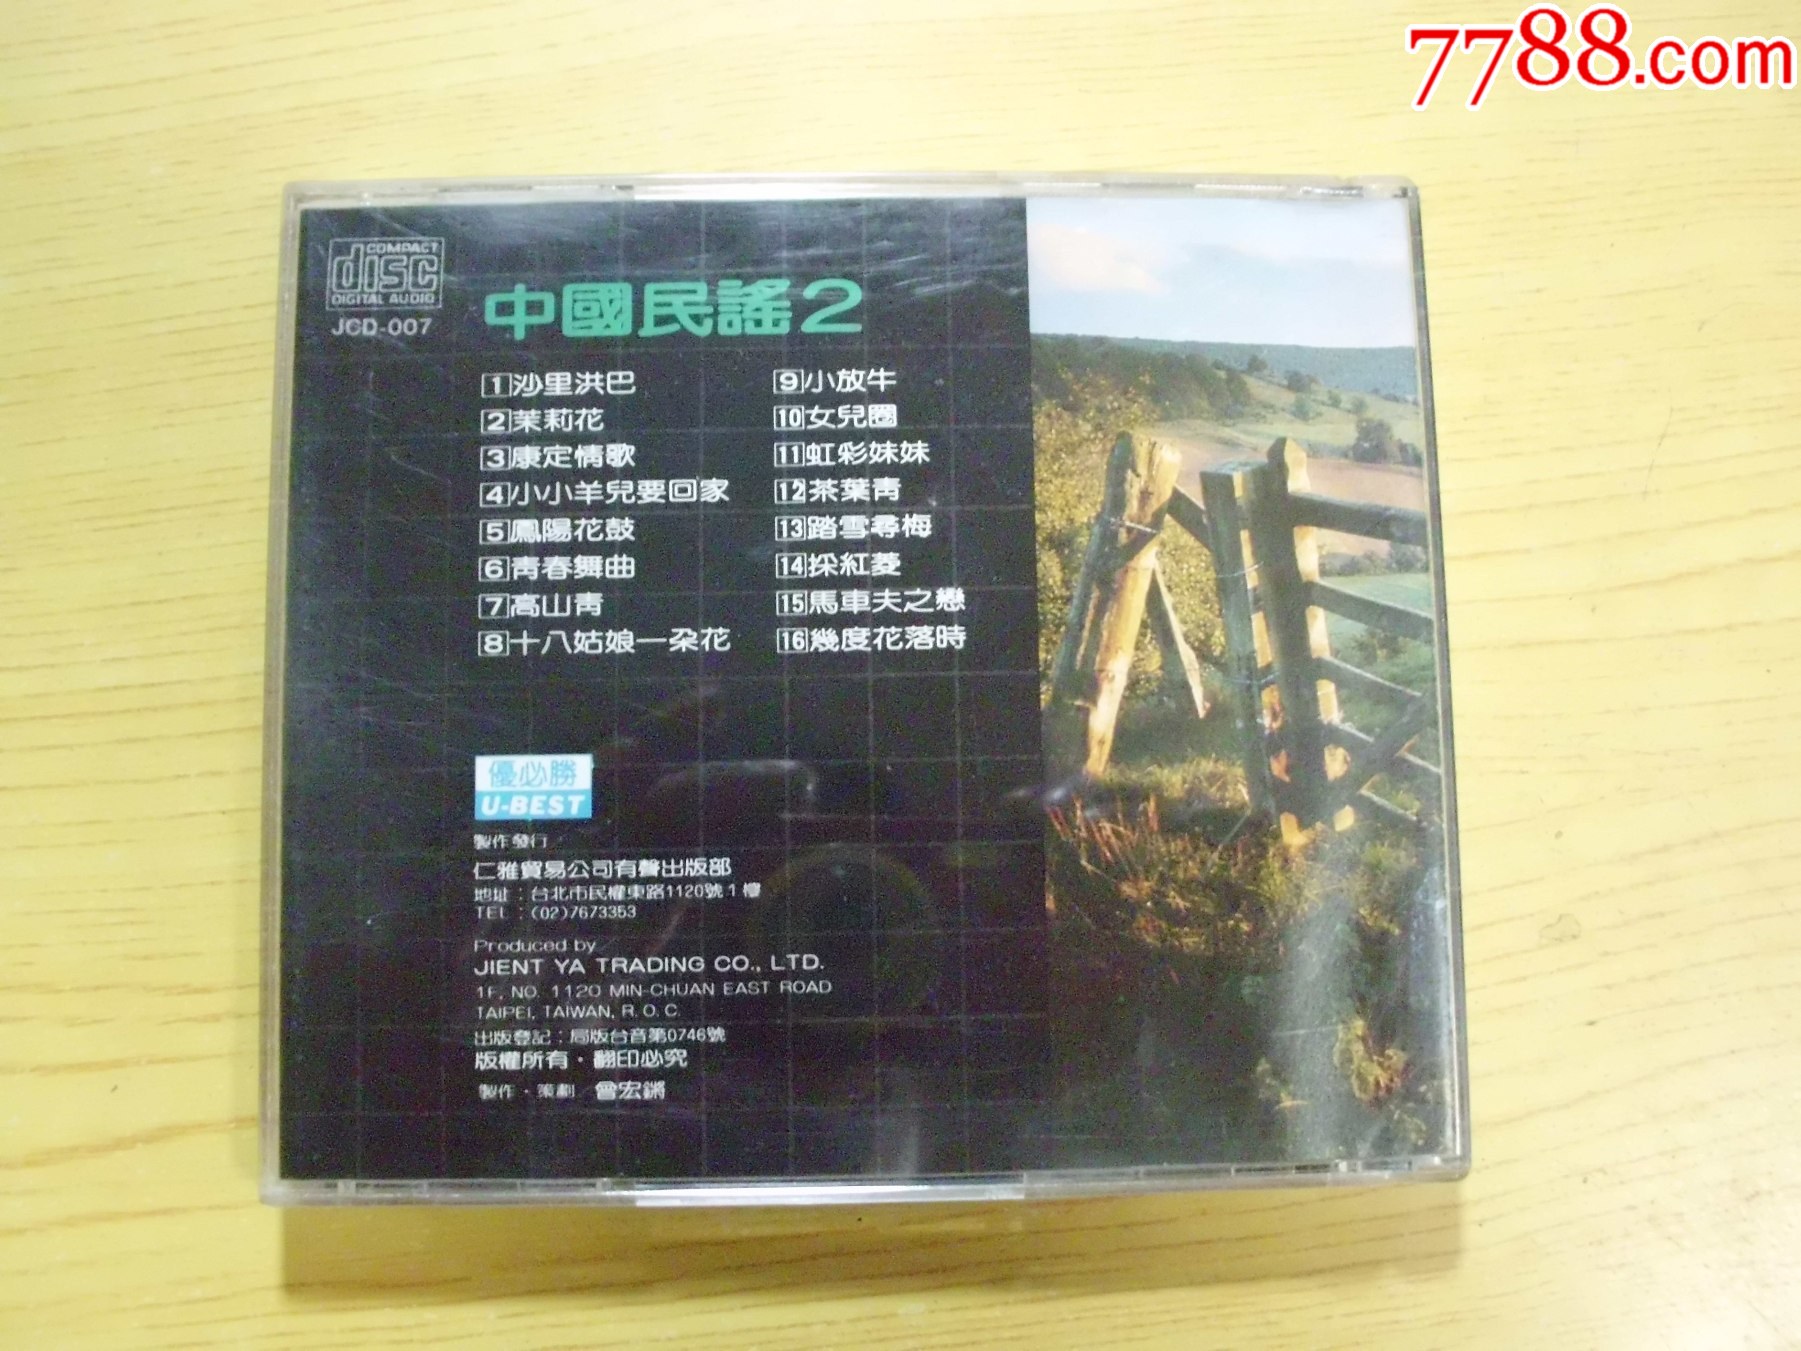 7788.com
COMPACT
disc
DIGITAL AUDIO
JCD-007
中國民謠2
1沙里洪巴
2茉莉花
3康定情歌
4小小羊兒要回家
5鳳陽花鼓
6青春舞曲
7高山青
8十八姑娘一朵花
9小放牛
10女兒圈
11虹彩妹妹
12茶葉青
13踏雪尋梅
14採紅菱
15馬車夫之戀
16幾度花落時
優必勝
U-BEST
製作發行
仁雅貿易公司有聲出版部
地址：台北市民權東路1120號1樓
TEL：(02)7673353
Produced by
JIENT YA TRADING CO., LTD.
1F, NO. 1120 MIN-CHUAN EAST ROAD
TAIPEI, TAIWAN, R.O.C.
出版登記：局版台音第0746號
版權所有・翻印必究
製作・策劃 曾宏鏘